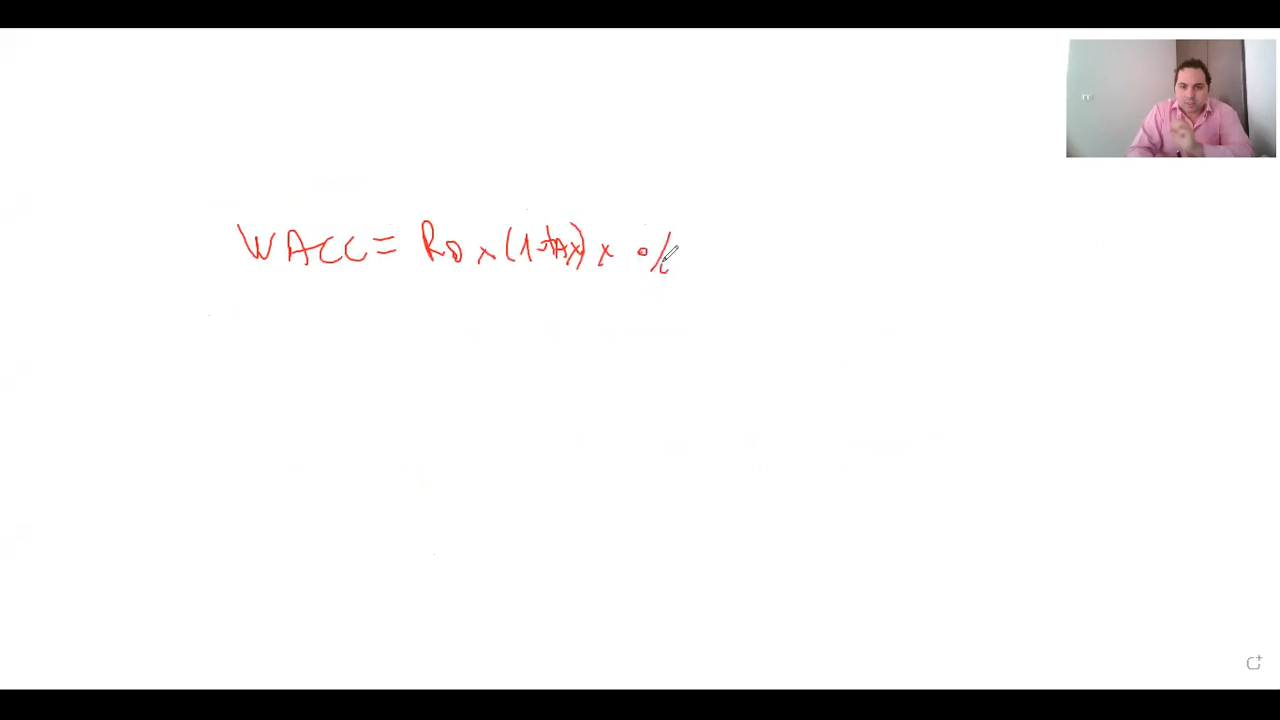 WACC = RD x (1-tAx) x %